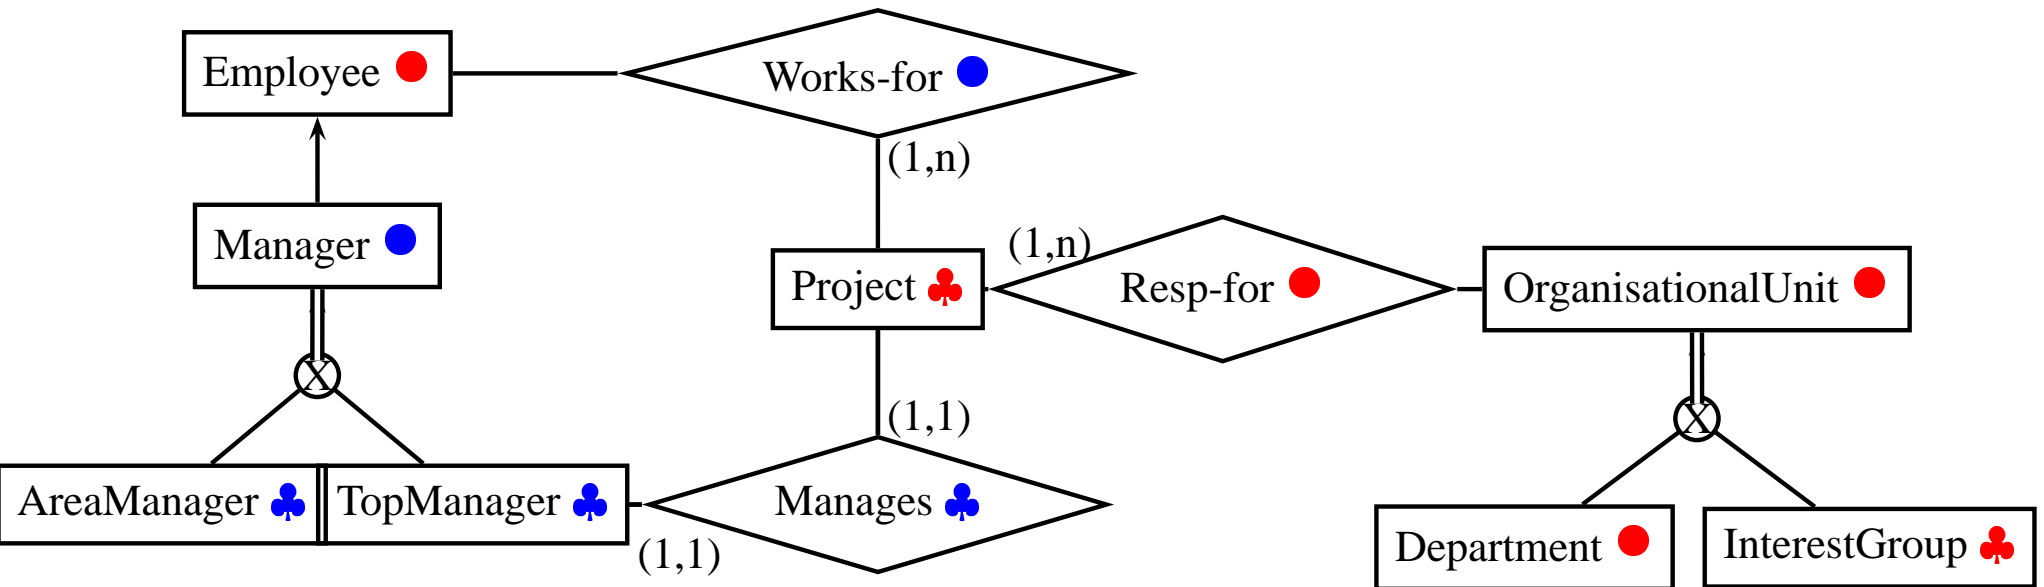 Employee
Works-for
(1,n)
Manager
(1,n)
Project
Resp-for
OrganisationalUnit
X
(1,1)
X
AreaManager
TopManager
Manages
(1,1)
Department
InterestGroup